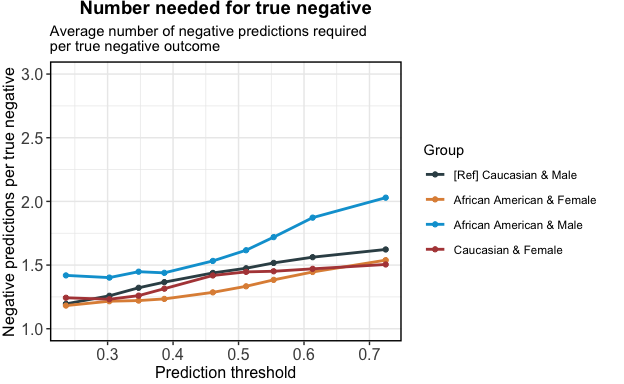 Number needed for true negative
Average number of negative predictions required
per true negative outcome
Negative predictions per true negative
3.0
2.5
2.0
1.5
1.0
0.3
0.4
0.5
0.6
0.7
Prediction threshold
Group
[Ref] Caucasian & Male
African American & Female
African American & Male
Caucasian & Female